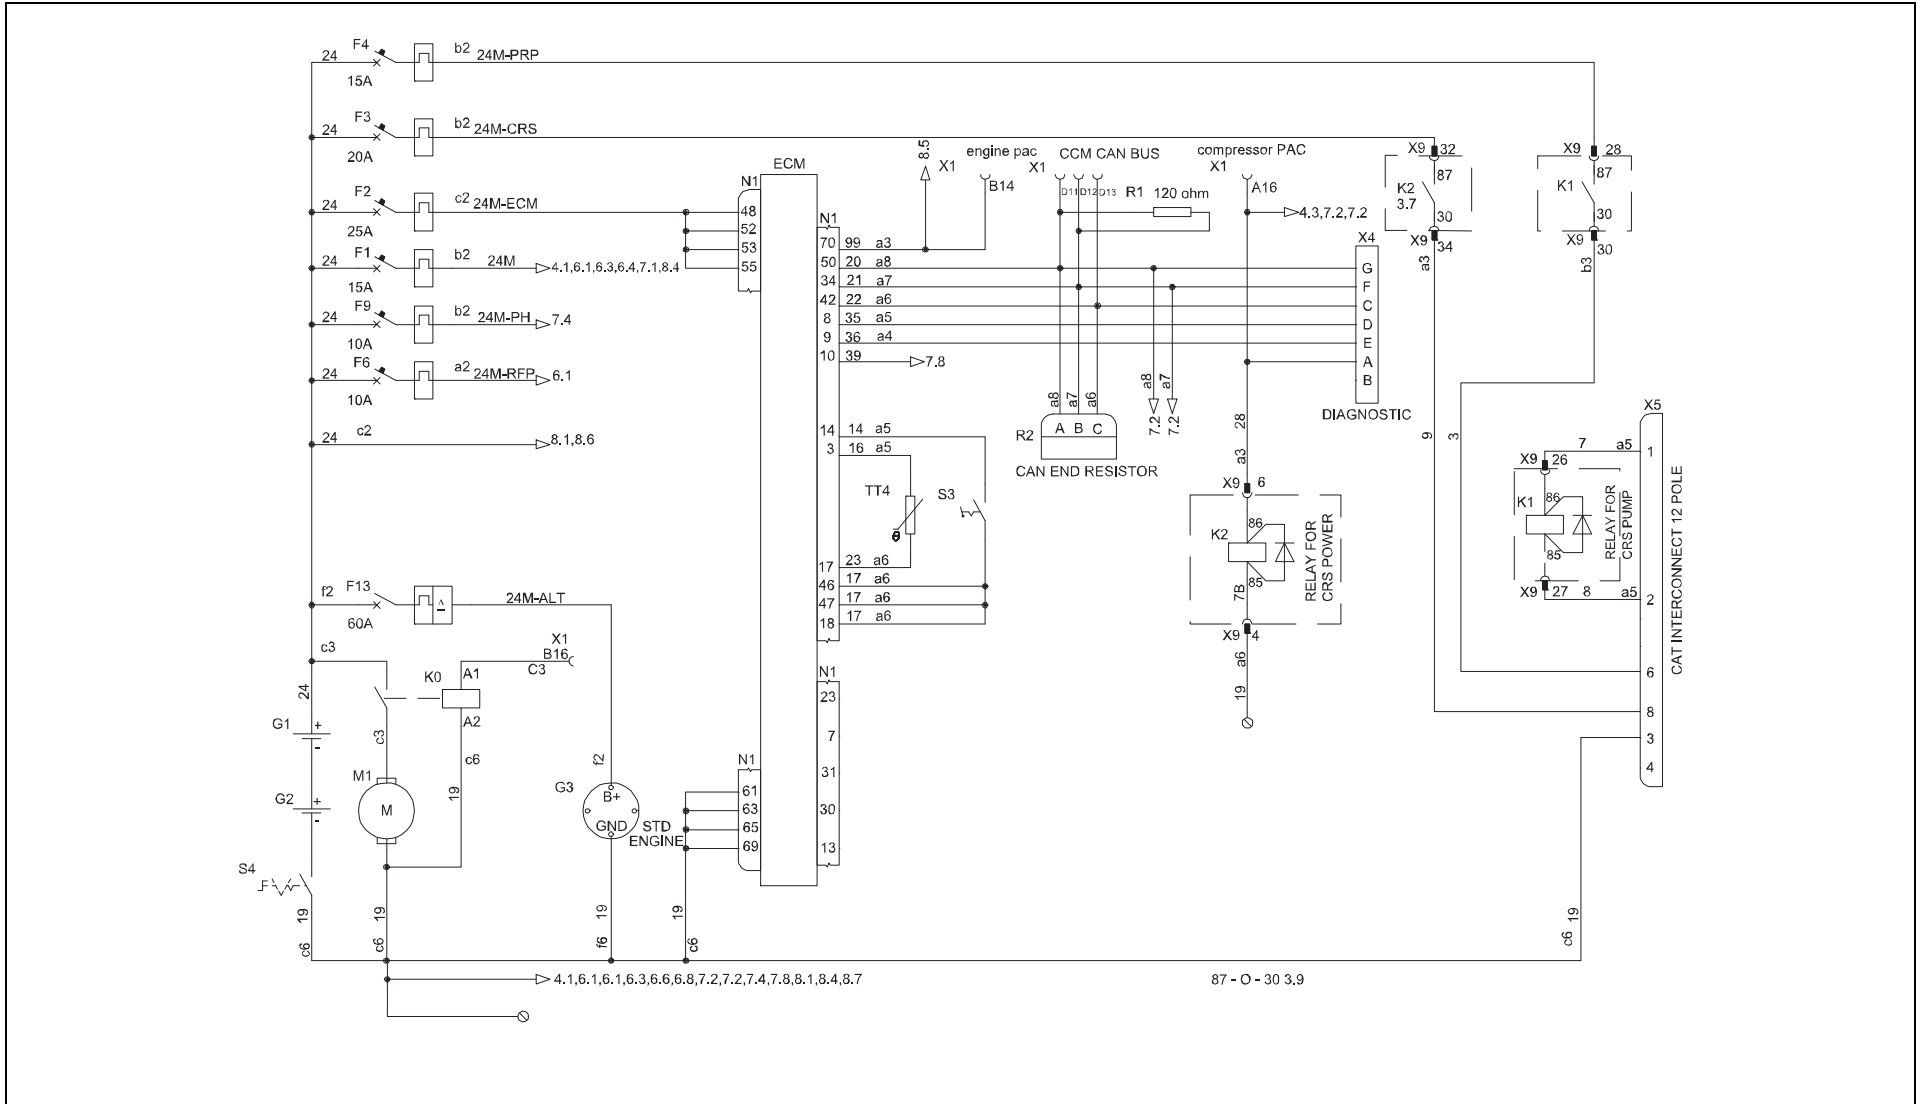 F4
24
15A
b2 24M-PRP
F3
24
20A
b2 24M-CRS
F2
24
25A
c2 24M-ECM
F1
24
15A
b2 24M
4.1,6.1,6.3,6.4,7.1,8.4
F9
24
10A
b2 24M-PH
7.4
F6
24
10A
a2 24M-RFP
6.1
24
c2
8.1,8.6
f2
F13
60A
24M-ALT
c3
24
G1
+
-
G2
+
-
S4
19
c6
K0
A1
A2
X1
B16
C3
c3
c6
19
M1
M
19
c6
f2
G3
B+
GND
STD
ENGINE
19
f6
ECM
N1
48
52
53
55
N1
61
63
65
69
19
c6
N1
70 99 a3
50 20 a8
34 21 a7
42 22 a6
8 35 a5
9 36 a4
10 39
7.8
14 14 a5
3 16 a5
17 23 a6
46 17 a6
47 17 a6
18 17 a6
TT4
θ
S3
N1
23
7
31
30
13
8.5
engine pac
X1
B14
CCM CAN BUS
X1
D11 D12 D13
R1 120 ohm
compressor PAC
X1
A16
4.3,7.2,7.2
a8
a7
a6
R2
A B C
CAN END RESISTOR
a8
a7
7.2
7.2
X4
G
F
C
D
E
A
B
DIAGNOSTIC
28
a3
X9 6
K2
86
85
7B
RELAY FOR
CRS POWER
X9 4
a6
19
X9 32
87
K2
3.7
30
X9 34
a3
9
X9 28
87
K1
30
X9 30
b3
3
X5
7 a5
X9 26
K1
86
85
RELAY FOR
CRS PUMP
X9 27 8 a5
1
2
6
8
3
4
CAT INTERCONNECT 12 POLE
19
c6
4.1,6.1,6.1,6.3,6.6,6.8,7.2,7.2,7.4,7.8,8.1,8.4,8.7
87 - O - 30 3.9